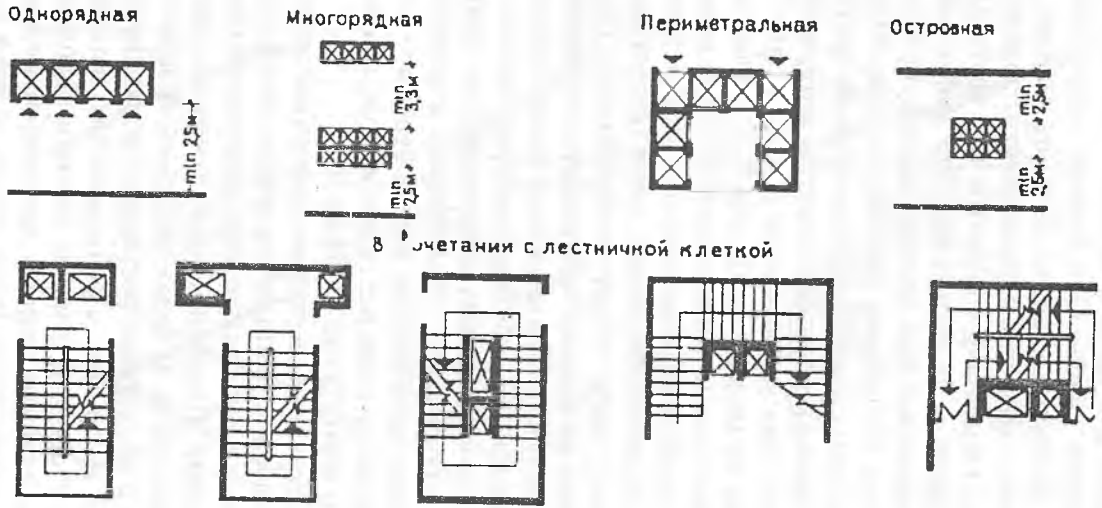 Однорядная
Многорядная
Периметральная
Островная
min 2,5м
min 3,3м
min 2,5м
min 2,5м
min 2,5м
В очетании с лестничной клеткой